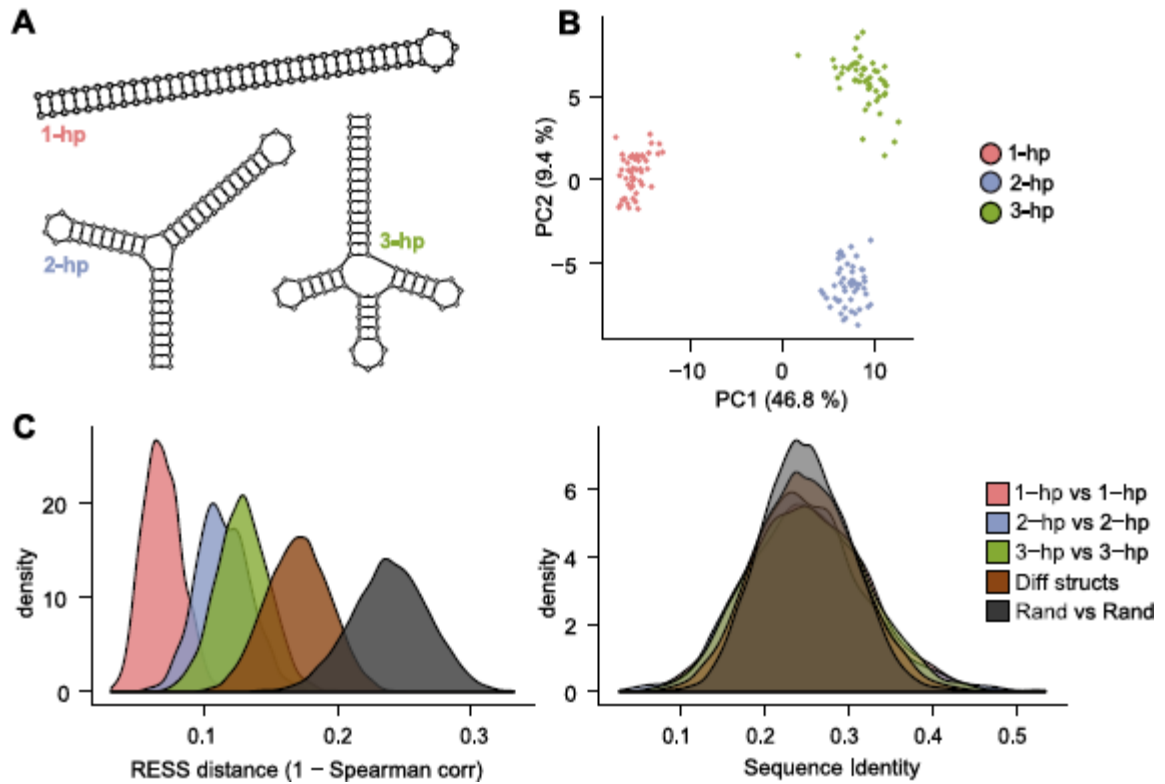 A
1-hp
2-hp
3-hp
B
5
0
−5
PC2 (9.4 %)
−10
0
10
PC1 (46.8 %)
1-hp
2-hp
3-hp
C
20
10
0
density
0.1
0.2
0.3
RESS distance (1 − Spearman corr)
6
4
2
0
density
0.1
0.2
0.3
0.4
0.5
Sequence Identity
1−hp vs 1−hp
2−hp vs 2−hp
3−hp vs 3−hp
Diff structs
Rand vs Rand